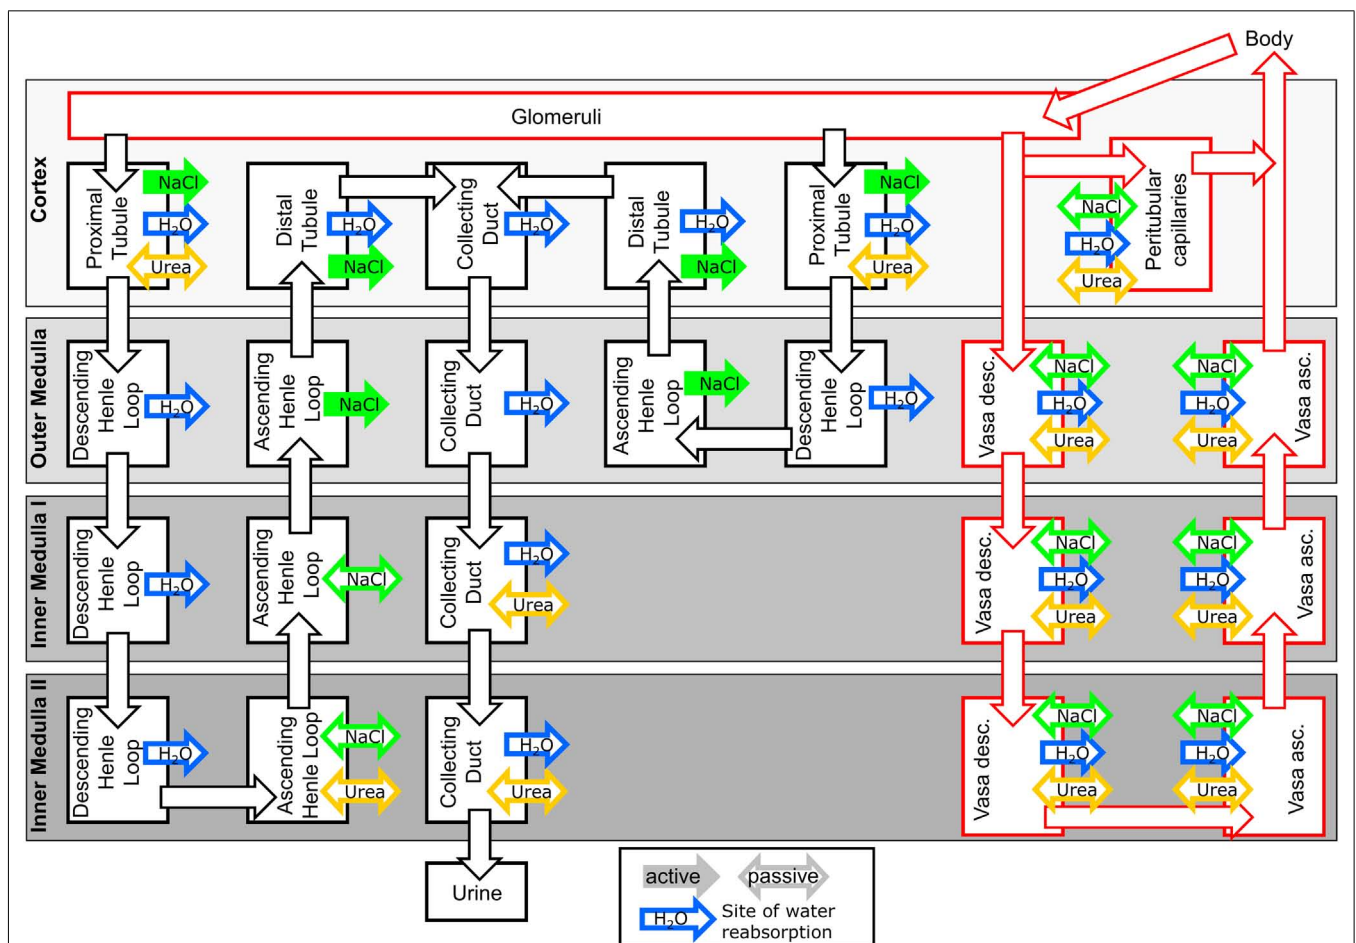 Body
Glomeruli
Cortex
Proximal
Tubule
NaCl
H₂O
Urea
Distal
Tubule
H₂O
NaCl
Collecting
Duct
H₂O
Distal
Tubule
H₂O
NaCl
Proximal
Tubule
NaCl
H₂O
Urea
NaCl
H₂O
Urea
Peritubular
capillaries
Outer Medulla
Descending
Henle
Loop
H₂O
Ascending
Henle
Loop
NaCl
Collecting
Duct
H₂O
Ascending
Henle
Loop
NaCl
Descending
Henle
Loop
H₂O
Vasa desc.
NaCl
H₂O
Urea
NaCl
H₂O
Urea
Vasa asc.
Inner Medulla I
Descending
Henle
Loop
H₂O
Ascending
Henle
Loop
NaCl
Collecting
Duct
H₂O
Urea
Vasa desc.
NaCl
H₂O
Urea
NaCl
H₂O
Urea
Vasa asc.
Inner Medulla II
Descending
Henle
Loop
H₂O
Ascending
Henle Loop
NaCl
Urea
Collecting
Duct
H₂O
Urea
Vasa desc.
NaCl
H₂O
Urea
NaCl
H₂O
Urea
Vasa asc.
Urine
active
passive
H₂O
Site of water
reabsorption